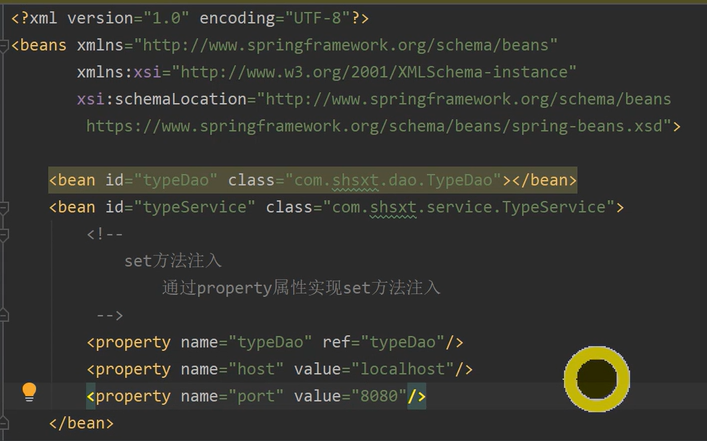 <?xml version="1.0" encoding="UTF-8"?>
<beans xmlns="http://www.springframework.org/schema/beans"
xmlns:xsi="http://www.w3.org/2001/XMLSchema-instance"
xsi:schemaLocation="http://www.springframework.org/schema/beans
https://www.springframework.org/schema/beans/spring-beans.xsd">
<bean id="typeDao" class="com.shsxt.dao.TypeDao"></bean>
<bean id="typeService" class="com.shsxt.service.TypeService">
<!--
set方法注入
通过property属性实现set方法注入
-->
<property name="typeDao" ref="typeDao"/>
<property name="host" value="localhost"/>
<property name="port" value="8080"/>
</bean>